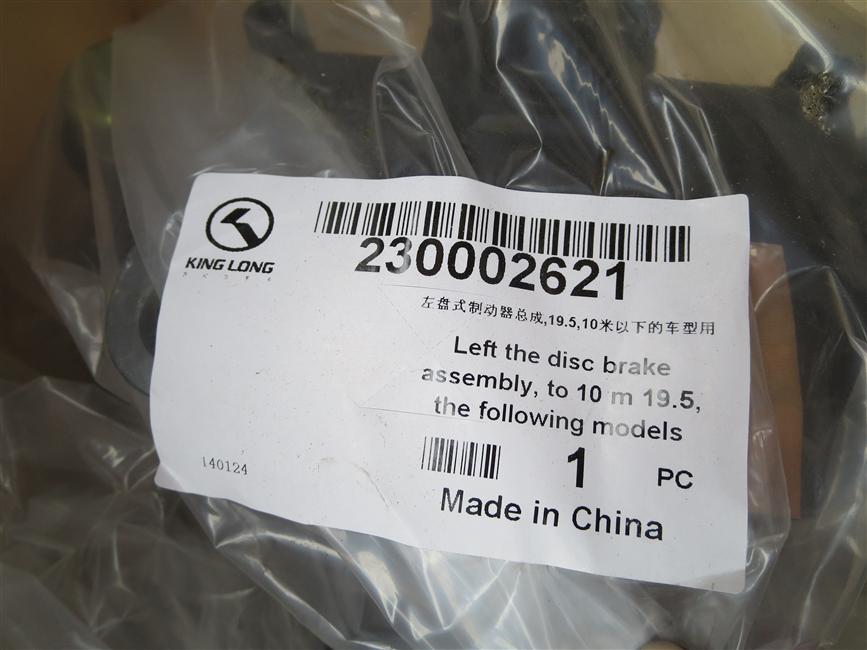 KING LONG
230002621
左盘式制动器总成,19.5,10米以下的车型用
Left the disc brake
assembly, to 10 m 19.5,
the following models
1 PC
140124
Made in China